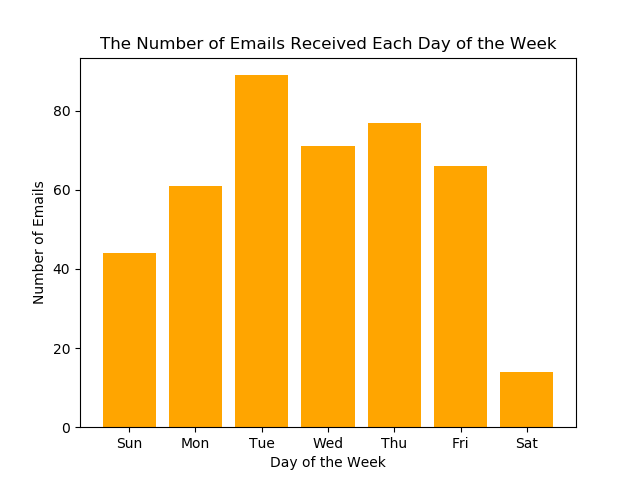 The Number of Emails Received Each Day of the Week
80
60
40
20
0
Number of Emails
Sun Mon Tue Wed Thu Fri Sat
Day of the Week